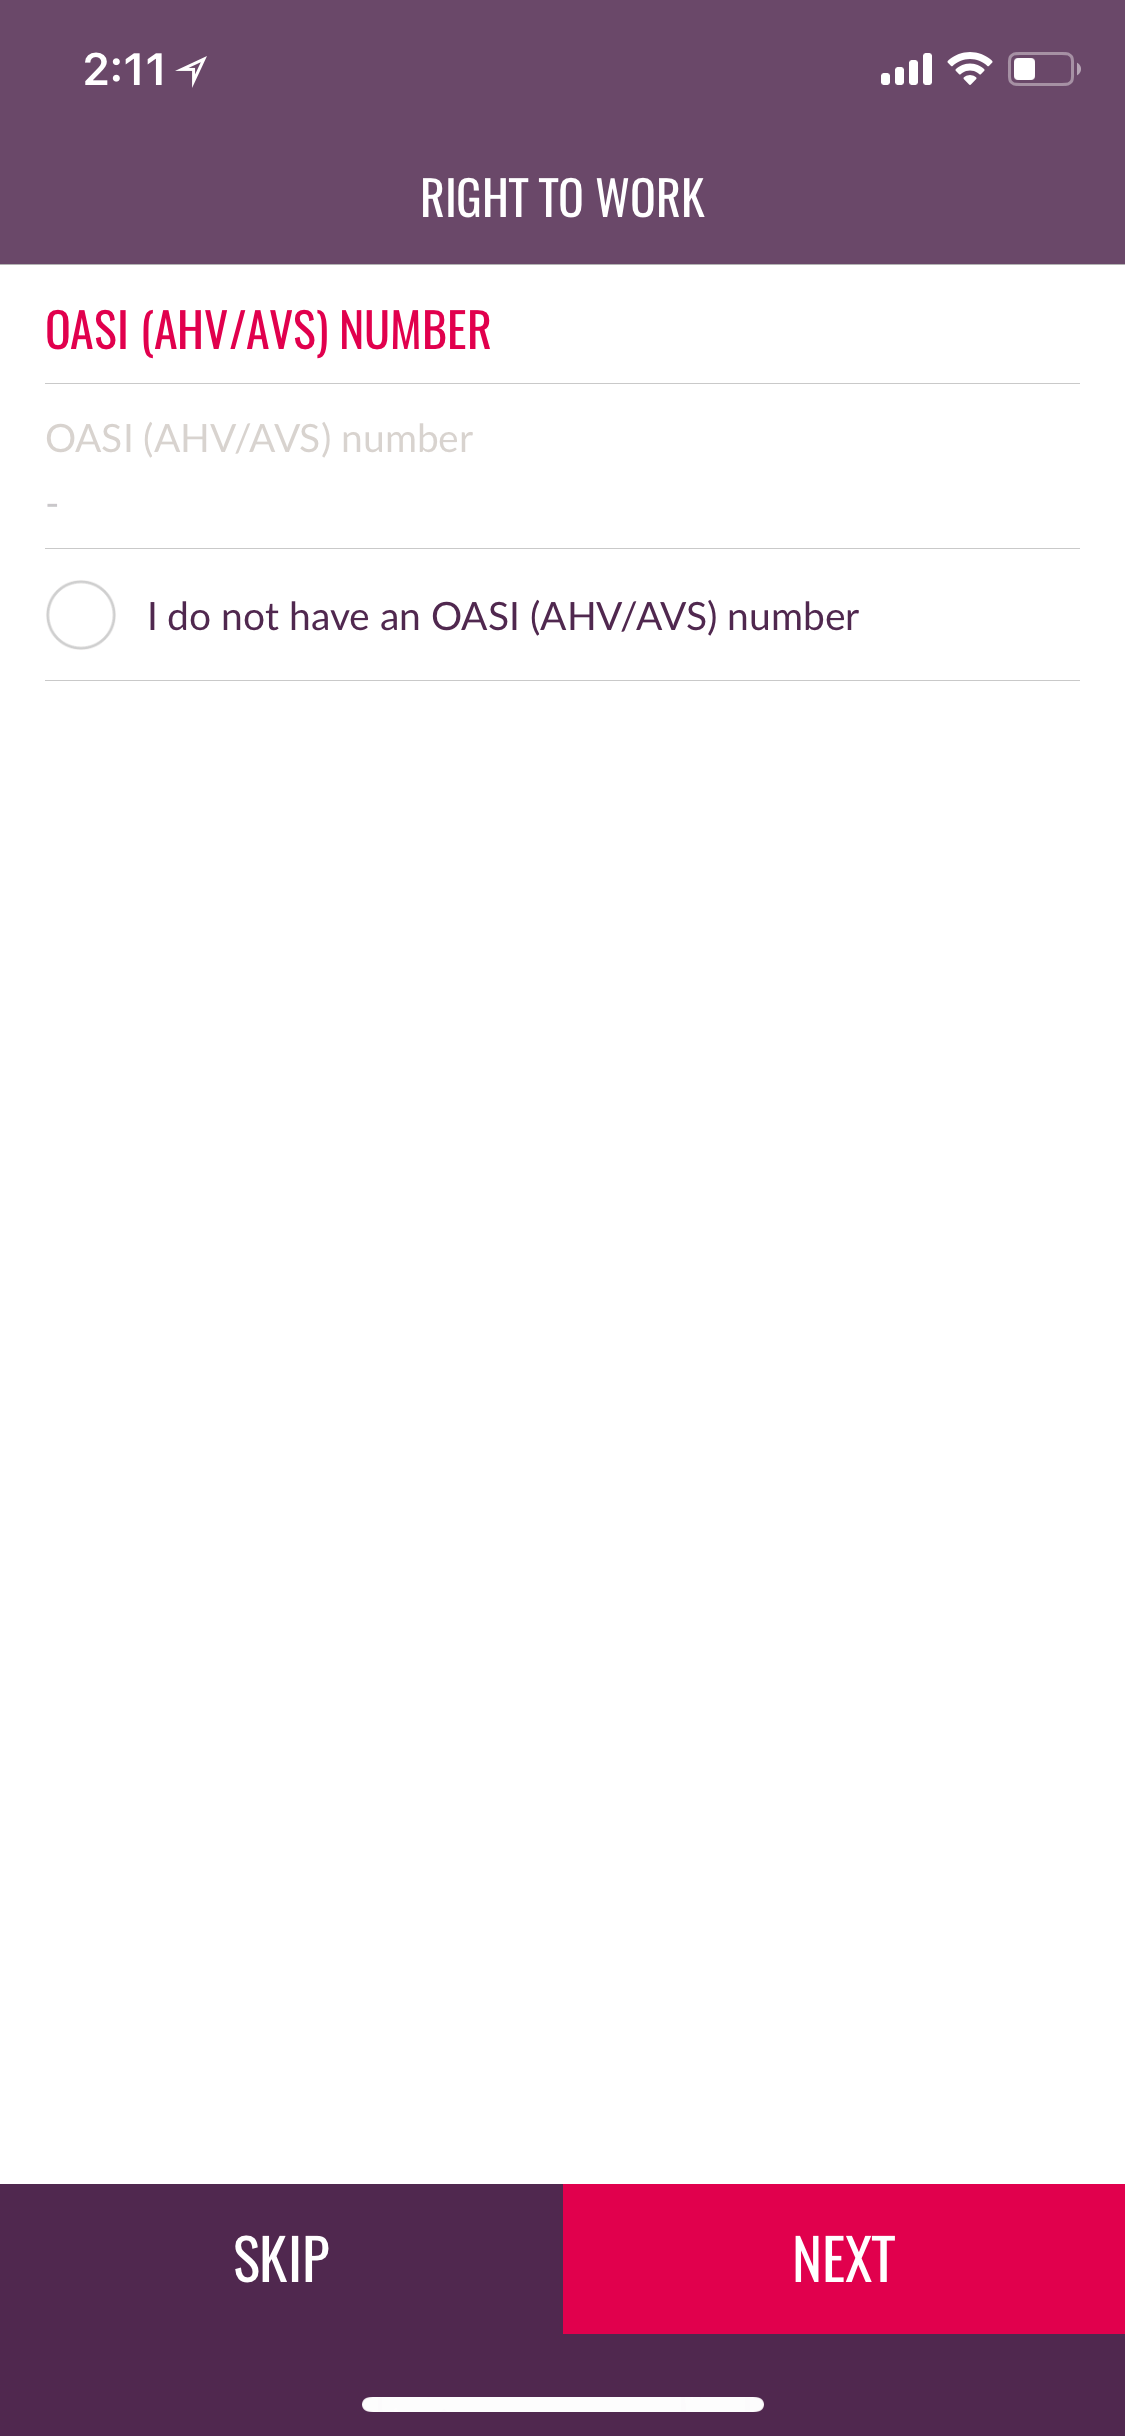 2:11
RIGHT TO WORK
OASI (AHV/AVS) NUMBER
OASI (AHV/AVS) number
-
I do not have an OASI (AHV/AVS) number
SKIP
NEXT